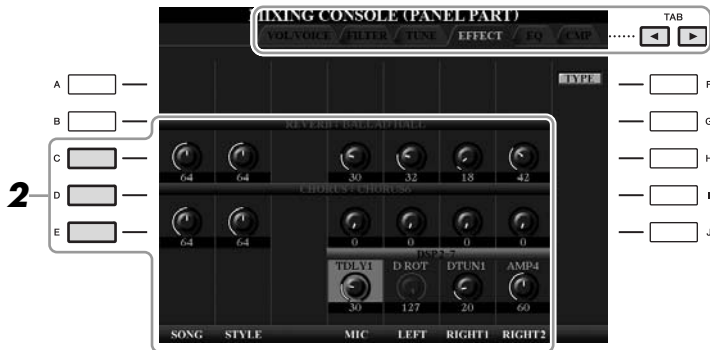 MIXING CONSOLE (PANEL PART)
TAB
VOL/VOICE FILTER TUNE EFFECT EQ CMP
A
F
TYPE
B
G
REVERB : BALLAD HALL
C
H
64 64 30 32 18 42
2
D
I
CHORUS : CHORUS6
E
J
64 64 0 0 0 0
DSP2-7
TDLY1 D ROT DTUN1 AMP4
30 127 20 60
SONG STYLE MIC LEFT RIGHT1 RIGHT2